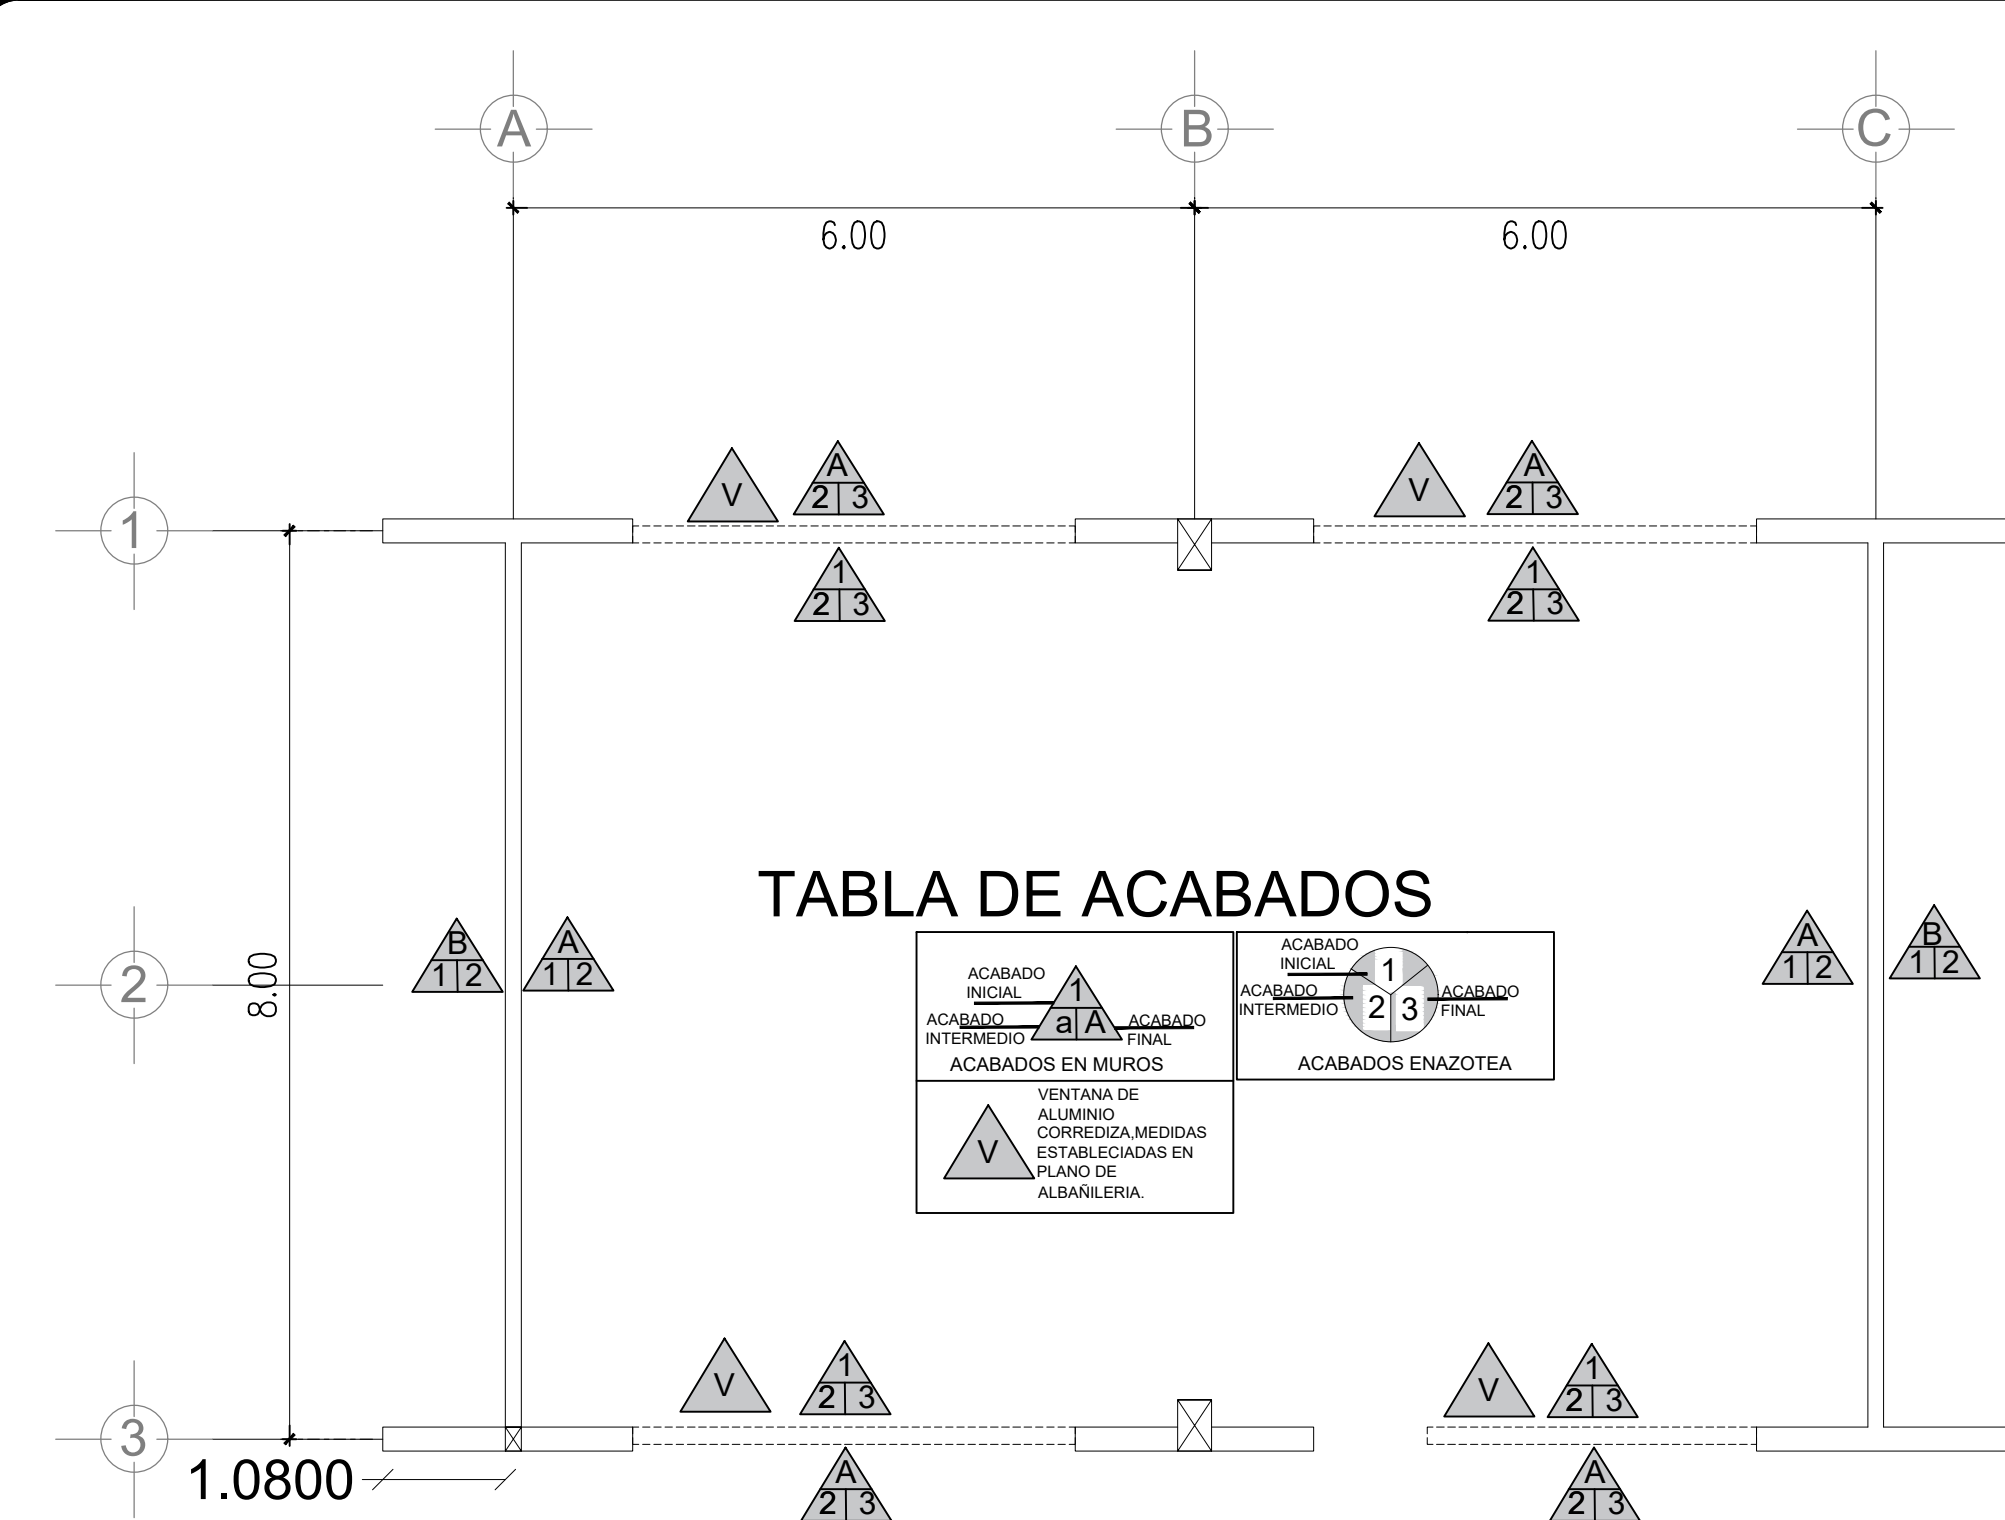 A
B
C
6.00
6.00
V
A
2 3
V
A
2 3
1
1
2 3
1
2 3
TABLA DE ACABADOS
2
8.00
B
1 2
A
1 2
A
1 2
B
1 2
ACABADO
INICIAL
1
a A
ACABADO
INTERMEDIO
ACABADO
FINAL
ACABADOS EN MUROS
ACABADO
INICIAL
1
ACABADO
INTERMEDIO
2 3
ACABADO
FINAL
ACABADOS ENAZOTEA
V
VENTANA DE
ALUMINIO
CORREDIZA,MEDIDAS
ESTABLECIADAS EN
PLANO DE
ALBAÑILERIA.
V
1
2 3
V
1
2 3
3
1.0800
A
2 3
A
2 3